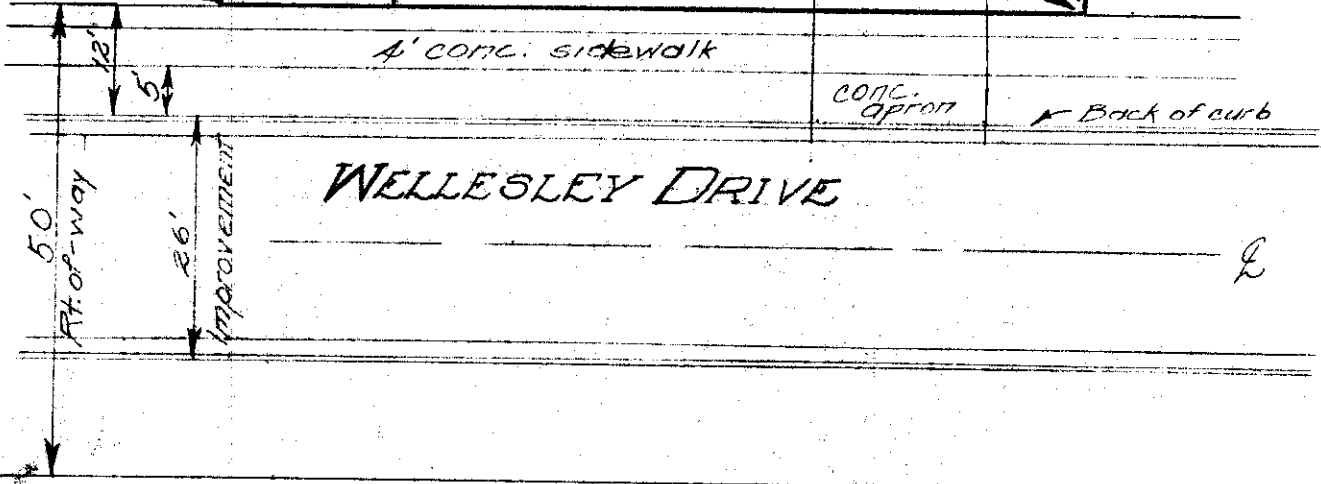 12'
4' conc. sidewalk
5'
conc.
apron
Back of curb
WELLESLEY DRIVE
50'
Rt.-of-way
26'
Improvement
℄